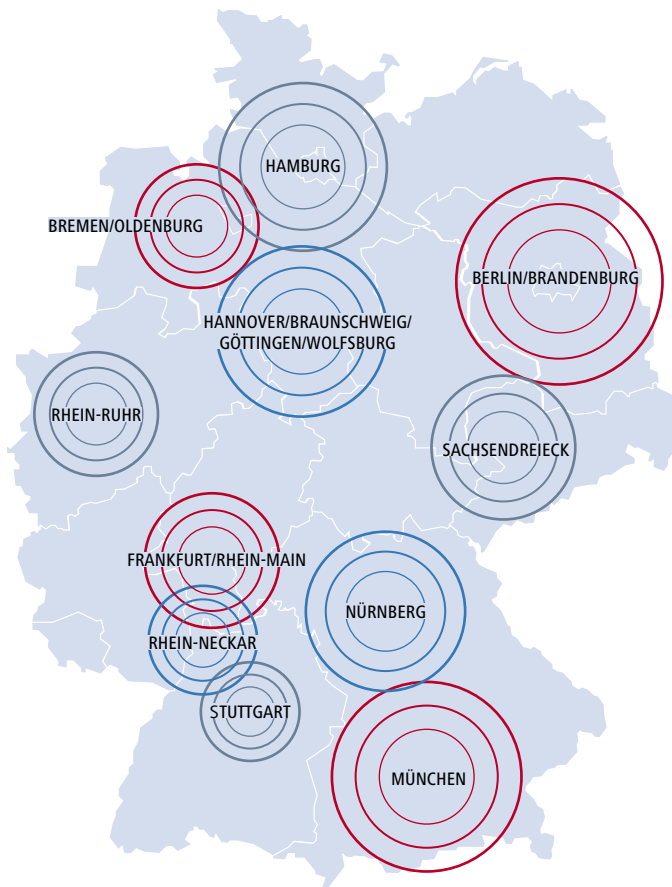 HAMBURG
BREMEN/OLDENBURG
BERLIN/BRANDENBURG
HANNOVER/BRAUNSCHWEIG/
GÖTTINGEN/WOLFSBURG
RHEIN-RUHR
SACHSENDREIECK
FRANKFURT/RHEIN-MAIN
NÜRNBERG
RHEIN-NECKAR
STUTTGART
MÜNCHEN